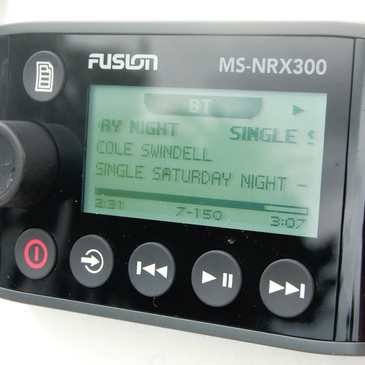 FUSION
MS-NRX300
BT
AY NIGHT SINGLE S
COLE SWINDELL
SINGLE SATURDAY NIGHT -
2:31 7-150 3:07